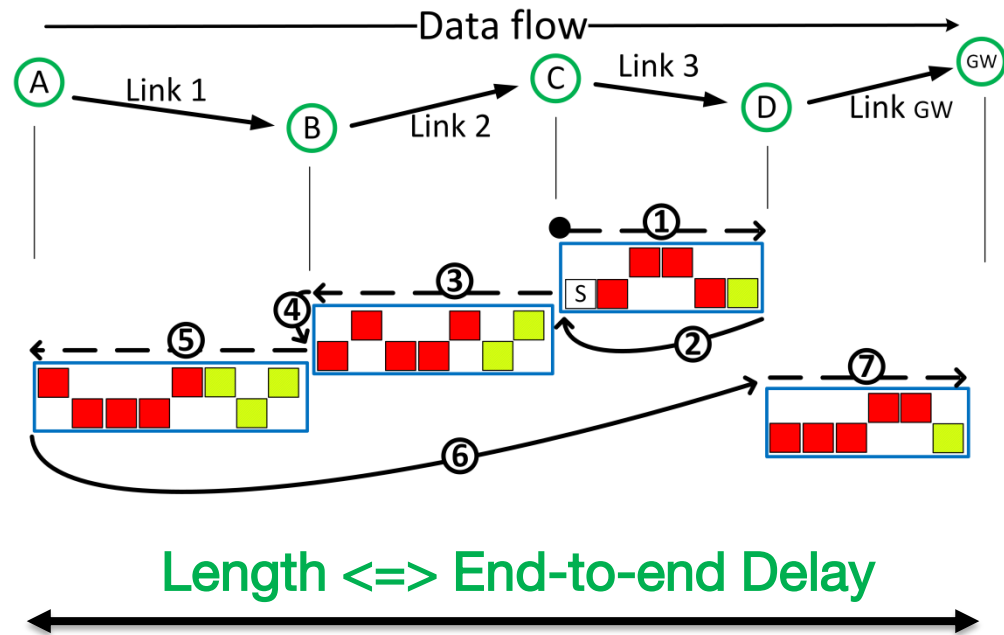 Data flow
A
Link 1
B
Link 2
C
Link 3
D
Link GW
GW
1
S
2
3
4
5
6
7
Length <=> End-to-end Delay